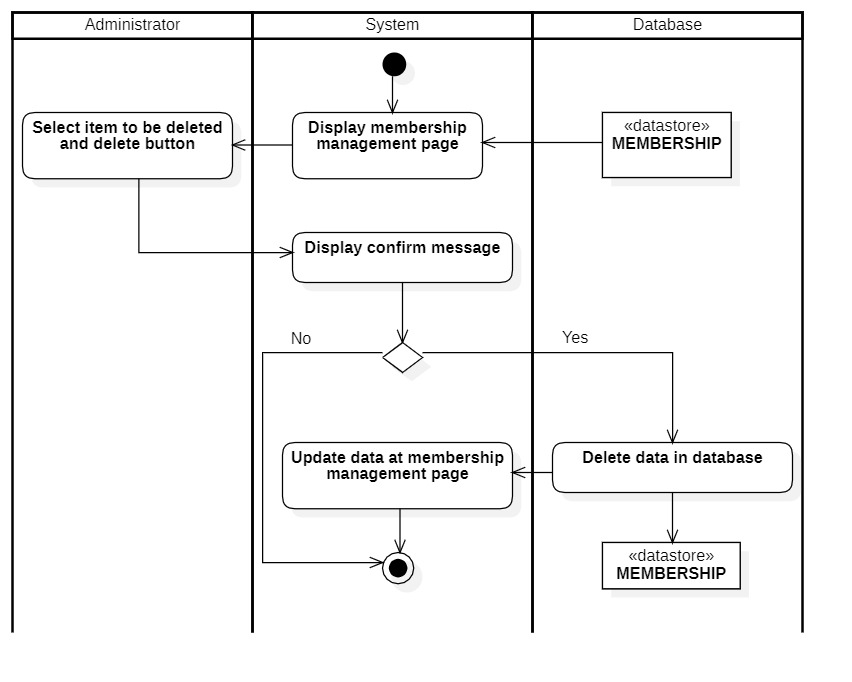 Administrator
System
Database
Select item to be deleted
and delete button
Display membership
management page
«datastore»
MEMBERSHIP
Display confirm message
No
Yes
Update data at membership
management page
Delete data in database
«datastore»
MEMBERSHIP